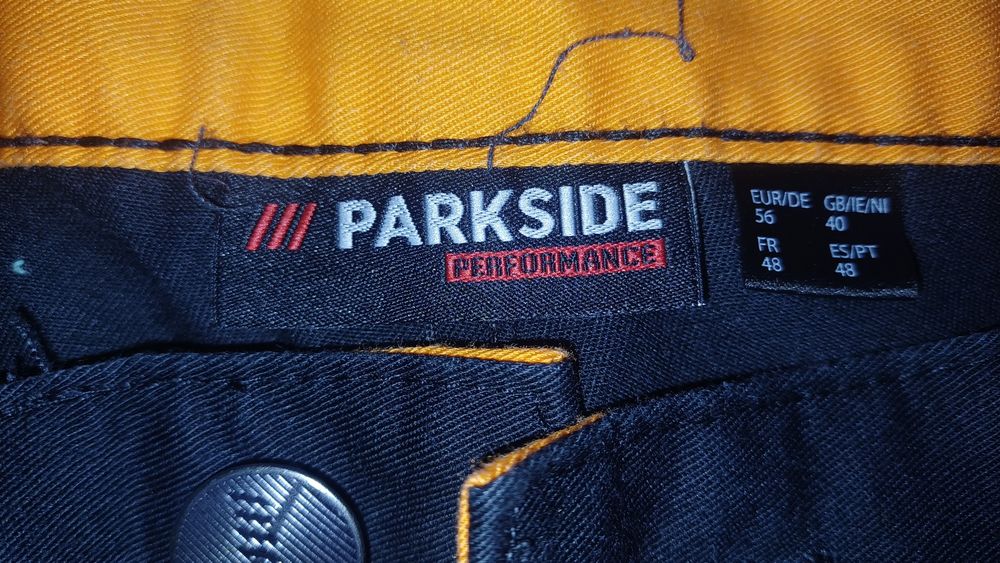 /// PARKSIDE
PERFORMANCE
EUR/DE GB/IE/NI
56 40
FR ES/PT
48 48